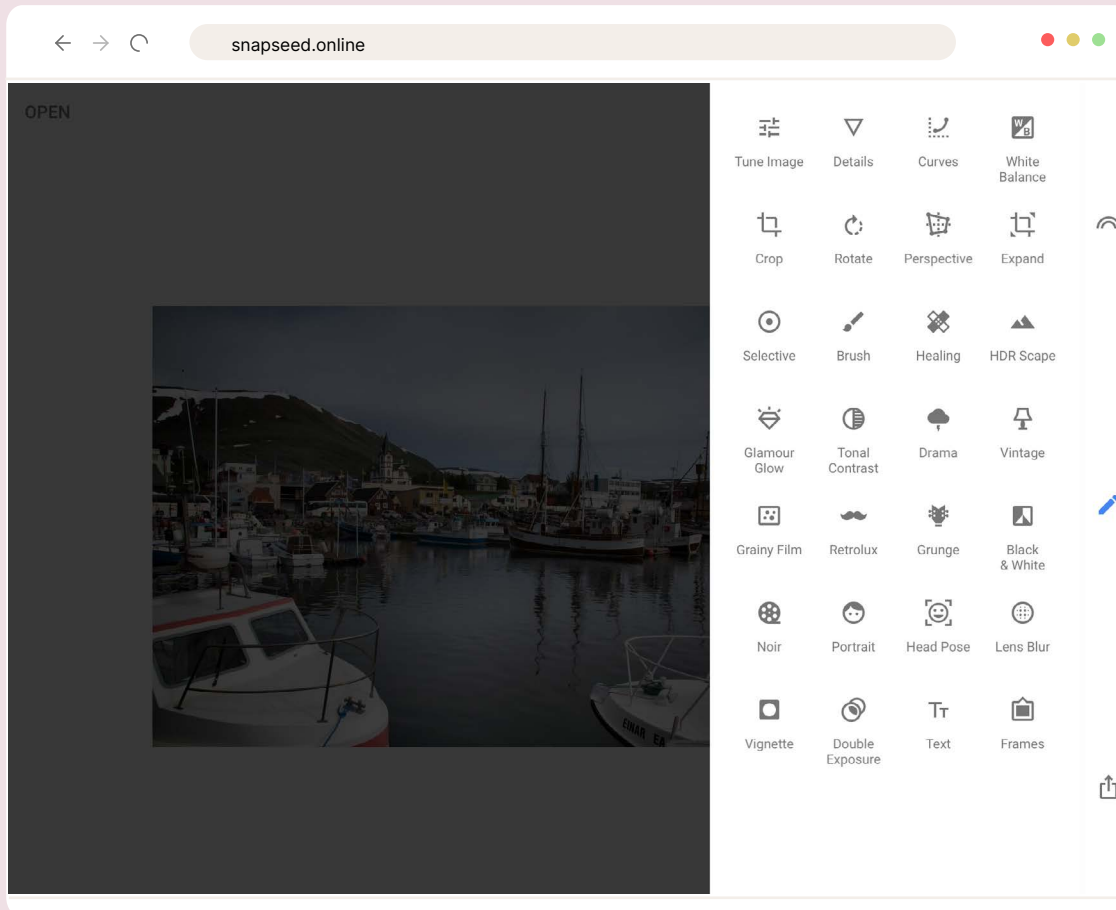 snapseed.online
OPEN
Tune Image
Details
Curves
White
Balance
Crop
Rotate
Perspective
Expand
Selective
Brush
Healing
HDR Scape
Glamour
Glow
Tonal
Contrast
Drama
Vintage
Grainy Film
Retrolux
Grunge
Black
& White
Noir
Portrait
Head Pose
Lens Blur
Vignette
Double
Exposure
Text
Frames
EINAR EA